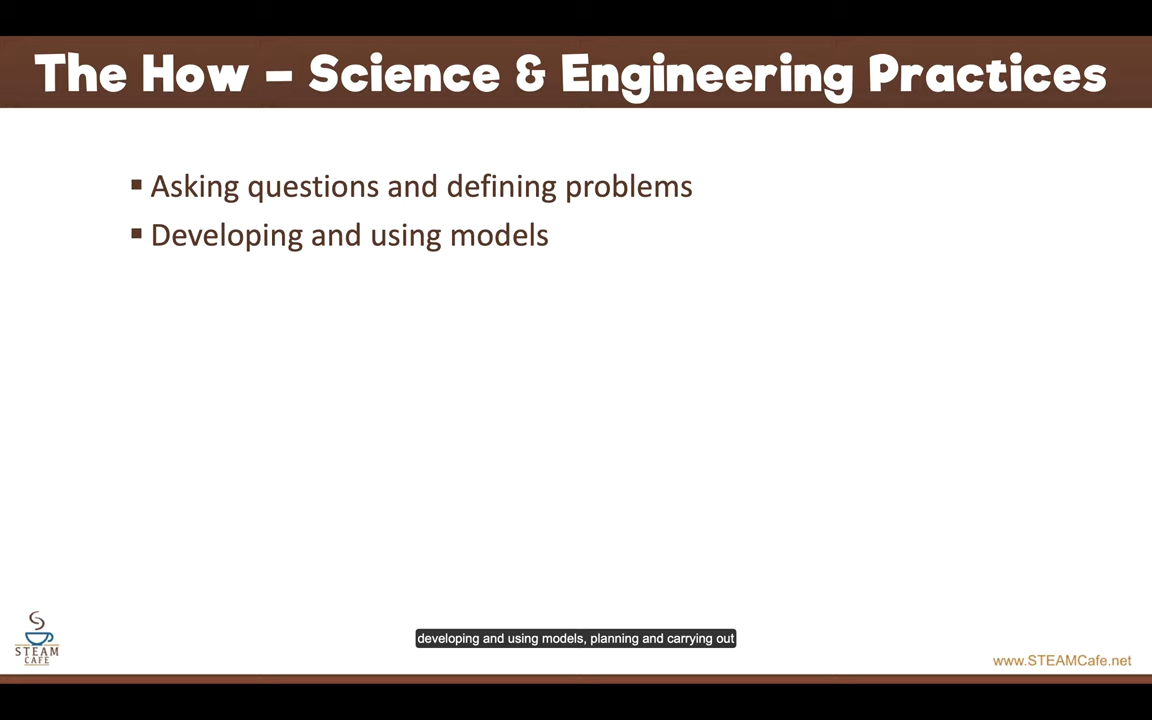 The How – Science & Engineering Practices
▪ Asking questions and defining problems
▪ Developing and using models
developing and using models, planning and carrying out
STEAM
CAFE
www.STEAMCafe.net